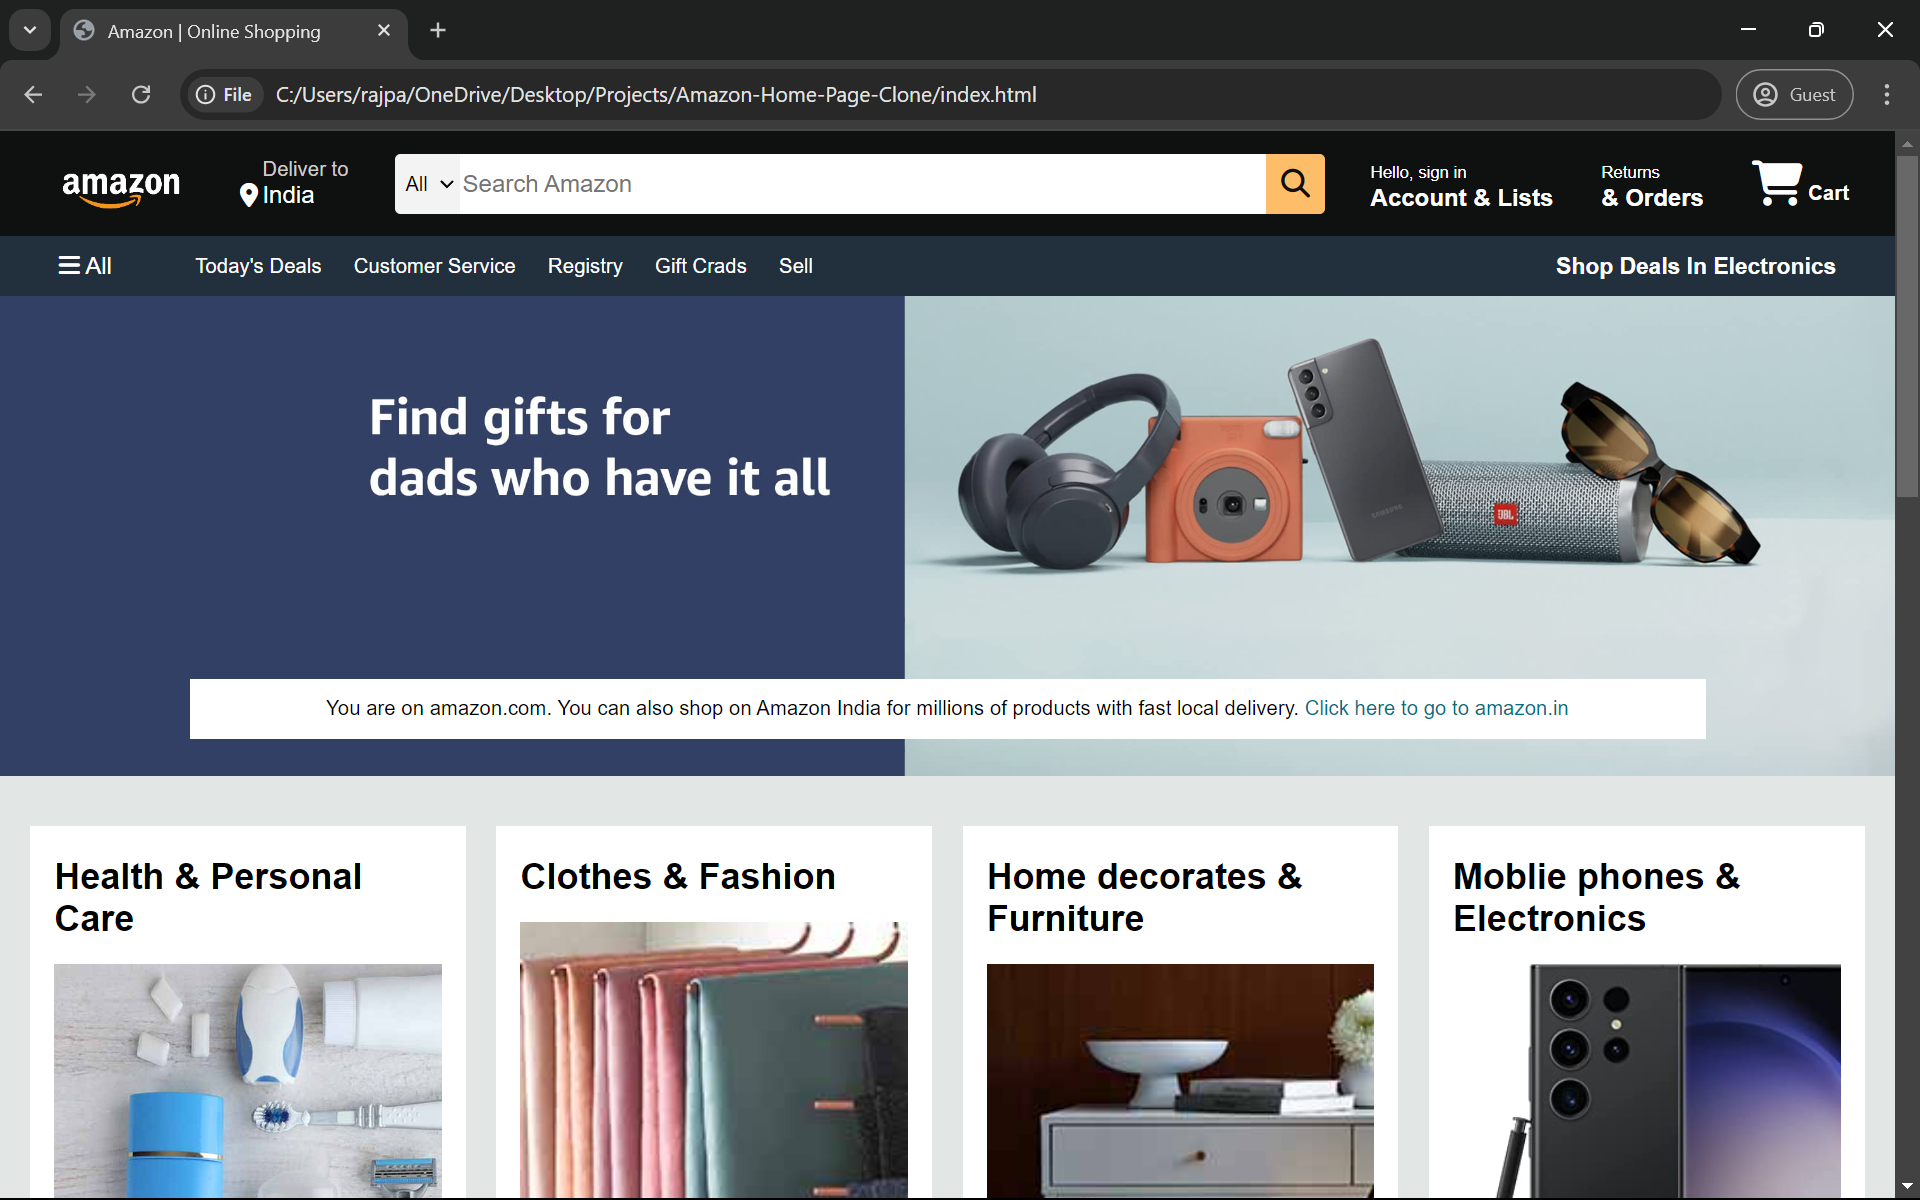 Amazon | Online Shopping
File C:/Users/rajpa/OneDrive/Desktop/Projects/Amazon-Home-Page-Clone/index.html Guest
amazon
Deliver to
India
All Search Amazon
Hello, sign in
Account & Lists
Returns
& Orders
Cart
All Today's Deals Customer Service Registry Gift Crads Sell Shop Deals In Electronics
Find gifts for
dads who have it all
SAMSUNG
JBL
You are on amazon.com. You can also shop on Amazon India for millions of products with fast local delivery. Click here to go to amazon.in
Health & Personal
Care
Clothes & Fashion
Home decorates &
Furniture
Moblie phones &
Electronics